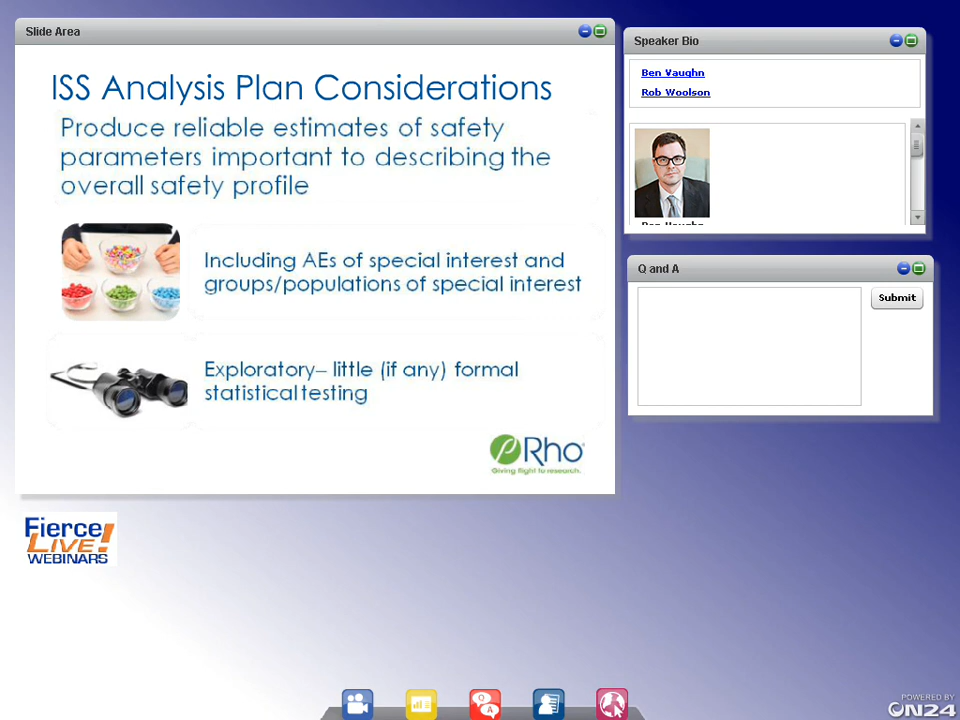 Slide Area
ISS Analysis Plan Considerations
Produce reliable estimates of safety
parameters important to describing the
overall safety profile
Including AEs of special interest and
groups/populations of special interest
Exploratory– little (if any) formal
statistical testing
Rho
Giving flight to research.
Speaker Bio
Ben Vaughn
Rob Woolson
Ben Vaughn
Q and A
Submit
Fierce
LIVE!
WEBINARS
Q
A
POWERED BY
ON24